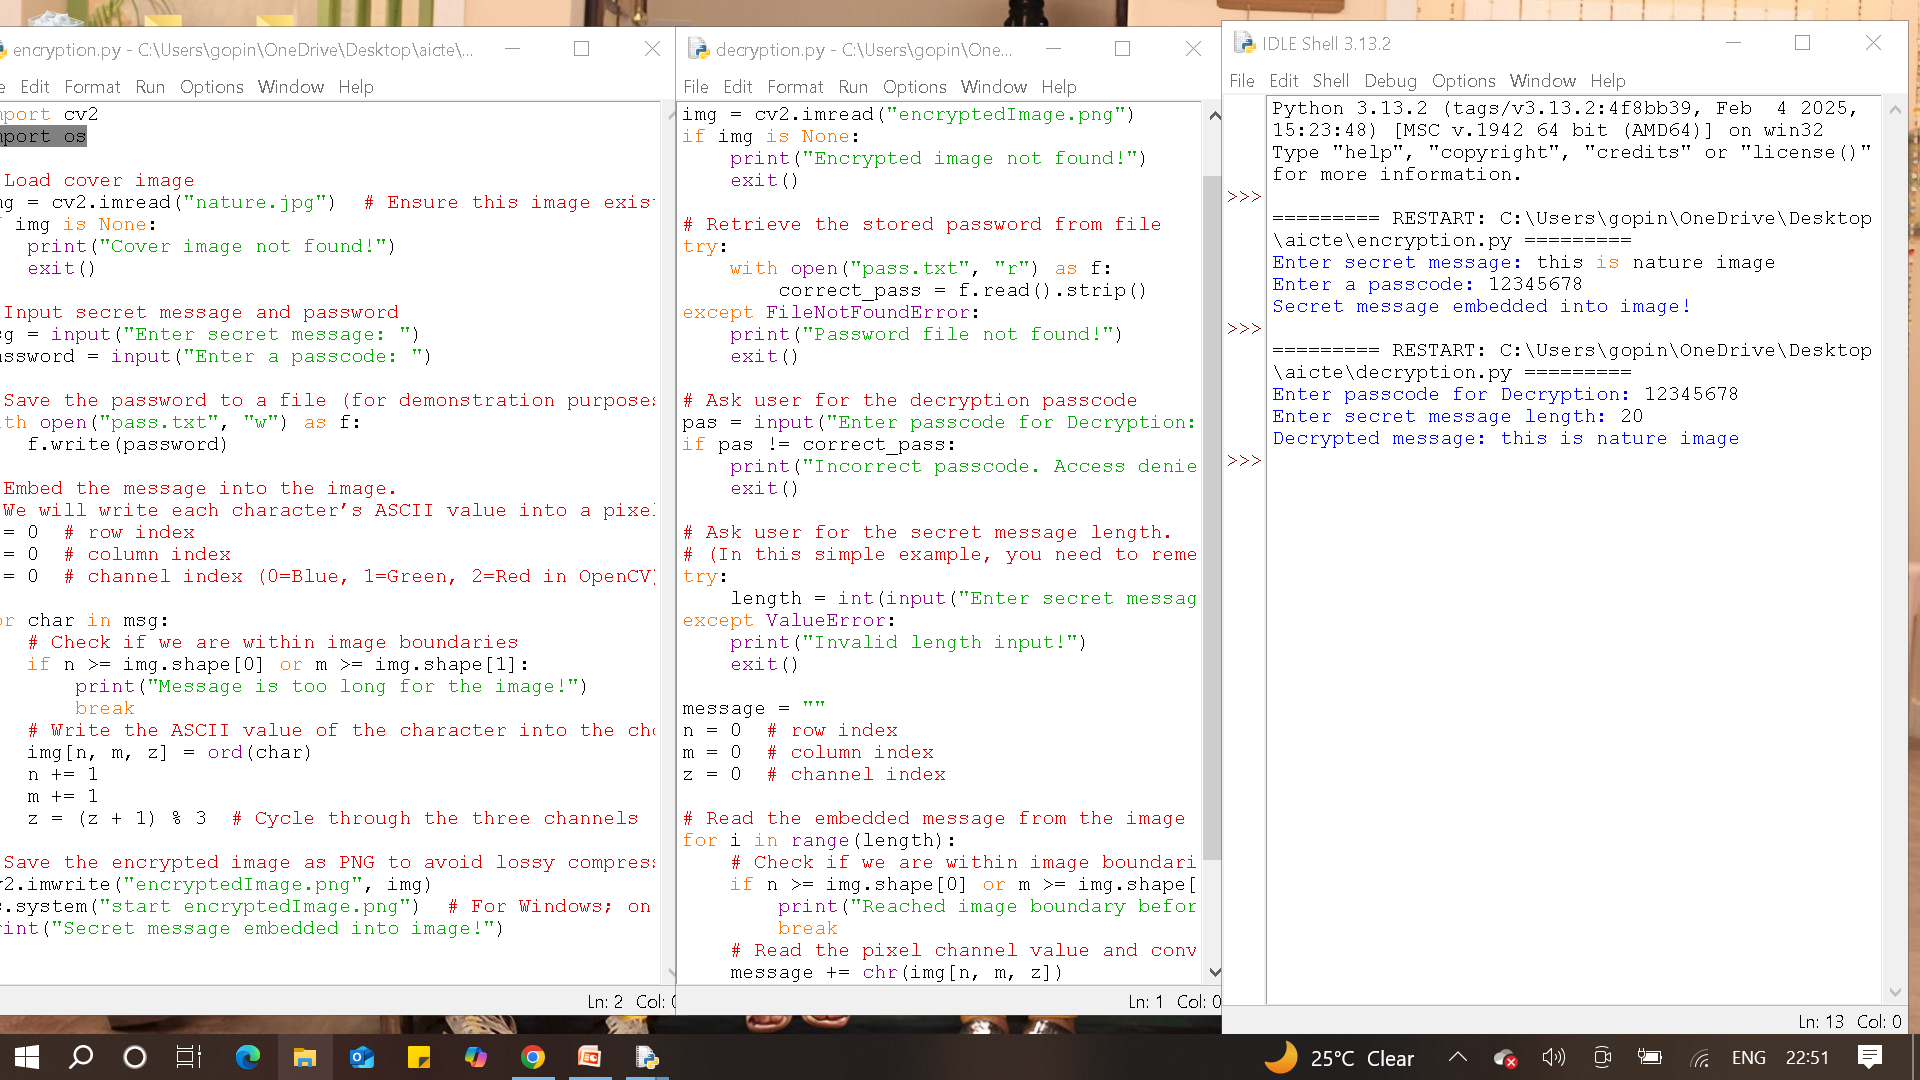 encryption.py - C:\Users\gopin\OneDrive\Desktop\aicte\...
Edit Format Run Options Window Help
import cv2
import os
Load cover image
img = cv2.imread("nature.jpg")  # Ensure this image exis
if img is None:
print("Cover image not found!")
exit()
Input secret message and password
msg = input("Enter secret message: ")
password = input("Enter a passcode: ")
Save the password to a file (for demonstration purposes
with open("pass.txt", "w") as f:
f.write(password)
Embed the message into the image.
We will write each character’s ASCII value into a pixel
= 0  # row index
= 0  # column index
= 0  # channel index (0=Blue, 1=Green, 2=Red in OpenCV)
for char in msg:
# Check if we are within image boundaries
if n >= img.shape[0] or m >= img.shape[1]:
print("Message is too long for the image!")
break
# Write the ASCII value of the character into the cho
img[n, m, z] = ord(char)
n += 1
m += 1
z = (z + 1) % 3  # Cycle through the three channels
Save the encrypted image as PNG to avoid lossy compress
cv2.imwrite("encryptedImage.png", img)
os.system("start encryptedImage.png")  # For Windows; on
print("Secret message embedded into image!")
Ln: 2 Col: 0
decryption.py - C:\Users\gopin\One...
File Edit Format Run Options Window Help
img = cv2.imread("encryptedImage.png")
if img is None:
print("Encrypted image not found!")
exit()
# Retrieve the stored password from file
try:
with open("pass.txt", "r") as f:
correct_pass = f.read().strip()
except FileNotFoundError:
print("Password file not found!")
exit()
# Ask user for the decryption passcode
pas = input("Enter passcode for Decryption:
if pas != correct_pass:
print("Incorrect passcode. Access denie
exit()
# Ask user for the secret message length.
# (In this simple example, you need to reme
try:
length = int(input("Enter secret messag
except ValueError:
print("Invalid length input!")
exit()
message = ""
n = 0  # row index
m = 0  # column index
z = 0  # channel index
# Read the embedded message from the image
for i in range(length):
# Check if we are within image boundari
if n >= img.shape[0] or m >= img.shape[
print("Reached image boundary befor
break
# Read the pixel channel value and conv
message += chr(img[n, m, z])
Ln: 1 Col: 0
IDLE Shell 3.13.2
File Edit Shell Debug Options Window Help
Python 3.13.2 (tags/v3.13.2:4f8bb39, Feb  4 2025,
15:23:48) [MSC v.1942 64 bit (AMD64)] on win32
Type "help", "copyright", "credits" or "license()"
for more information.
>>>
========= RESTART: C:\Users\gopin\OneDrive\Desktop
\aicte\encryption.py =========
Enter secret message: this is nature image
Enter a passcode: 12345678
Secret message embedded into image!
>>>
========= RESTART: C:\Users\gopin\OneDrive\Desktop
\aicte\decryption.py =========
Enter passcode for Decryption: 12345678
Enter secret message length: 20
Decrypted message: this is nature image
>>>
Ln: 13 Col: 0
25°C Clear
ENG
22:51